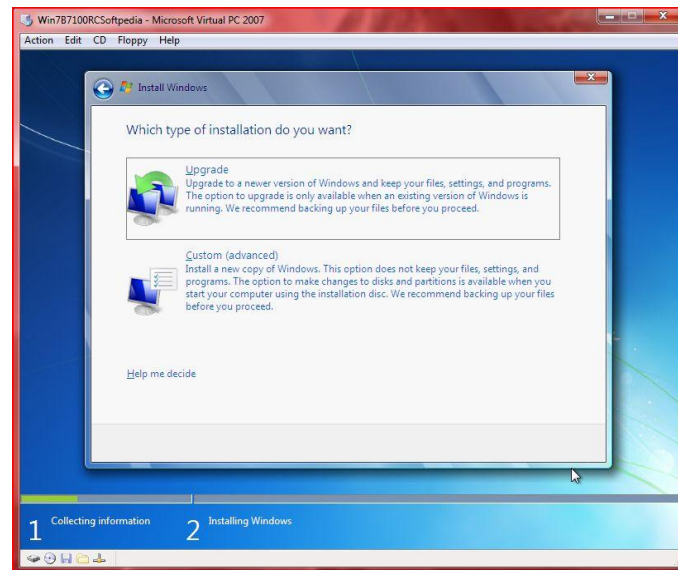 Win7B7100RCSoftpedia - Microsoft Virtual PC 2007
Action Edit CD Floppy Help
Install Windows
Which type of installation do you want?
Upgrade
Upgrade to a newer version of Windows and keep your files, settings, and programs.
The option to upgrade is only available when an existing version of Windows is
running. We recommend backing up your files before you proceed.
Custom (advanced)
Install a new copy of Windows. This option does not keep your files, settings, and
programs. The option to make changes to disks and partitions is available when you
start your computer using the installation disc. We recommend backing up your files
before you proceed.
Help me decide
1 Collecting information 2 Installing Windows